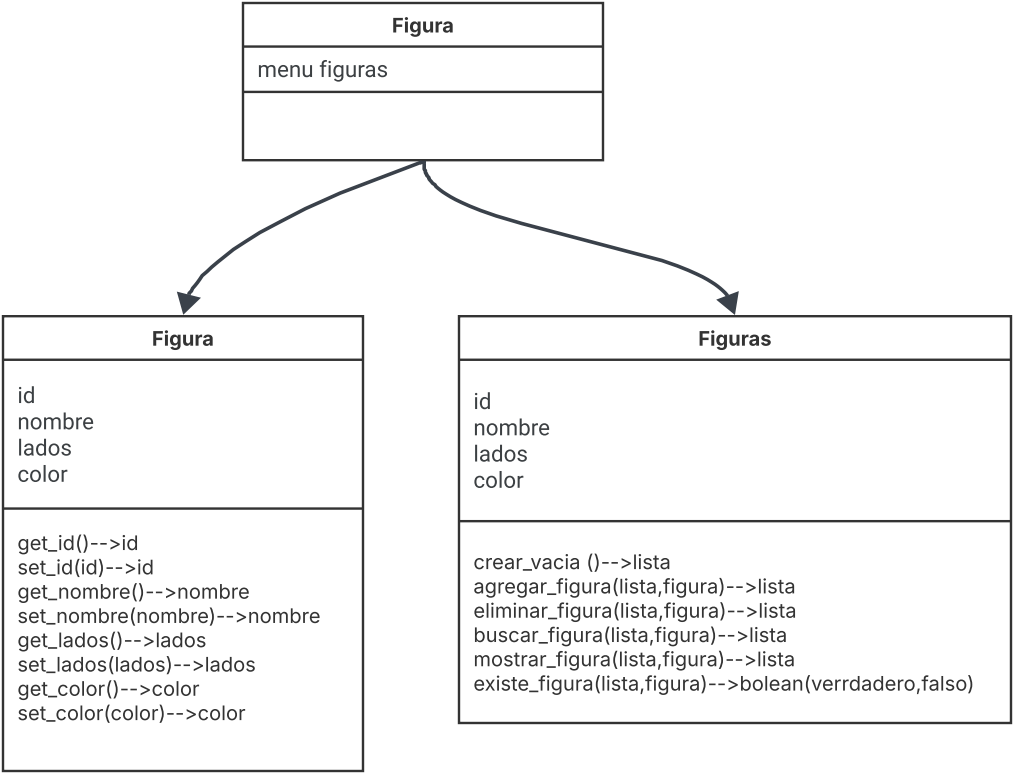 Figura
menu figuras
Figura
id
nombre
lados
color
get_id()-->id
set_id(id)-->id
get_nombre()-->nombre
set_nombre(nombre)-->nombre
get_lados()-->lados
set_lados(lados)-->lados
get_color()-->color
set_color(color)-->color
Figuras
id
nombre
lados
color
crear_vacia ()-->lista
agregar_figura(lista,figura)-->lista
eliminar_figura(lista,figura)-->lista
buscar_figura(lista,figura)-->lista
mostrar_figura(lista,figura)-->lista
existe_figura(lista,figura)-->bolean(verrdadero,falso)